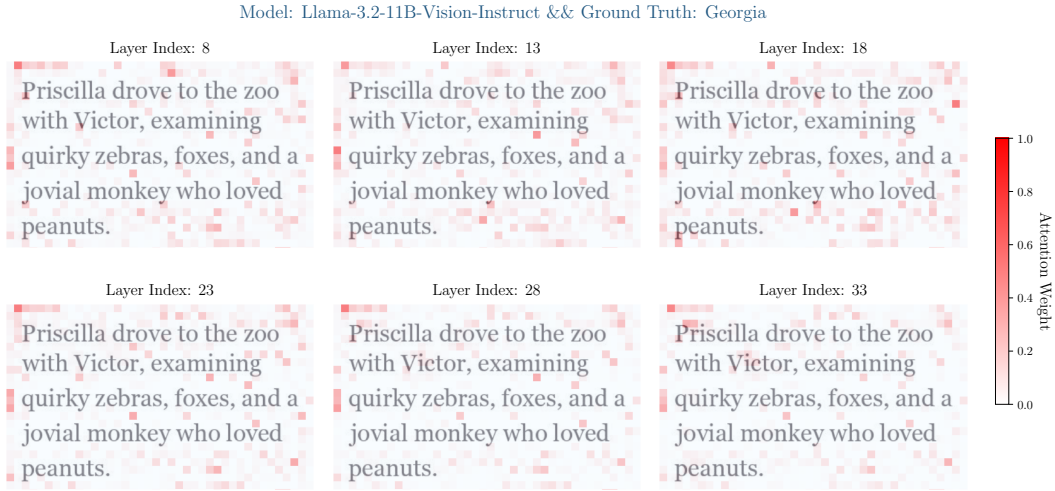 Model: Llama-3.2-11B-Vision-Instruct && Ground Truth: Georgia
Layer Index: 8
Priscilla drove to the zoo
with Victor, examining
quirky zebras, foxes, and a
jovial monkey who loved
peanuts.
Layer Index: 13
Priscilla drove to the zoo
with Victor, examining
quirky zebras, foxes, and a
jovial monkey who loved
peanuts.
Layer Index: 18
Priscilla drove to the zoo
with Victor, examining
quirky zebras, foxes, and a
jovial monkey who loved
peanuts.
Layer Index: 23
Priscilla drove to the zoo
with Victor, examining
quirky zebras, foxes, and a
jovial monkey who loved
peanuts.
Layer Index: 28
Priscilla drove to the zoo
with Victor, examining
quirky zebras, foxes, and a
jovial monkey who loved
peanuts.
Layer Index: 33
Priscilla drove to the zoo
with Victor, examining
quirky zebras, foxes, and a
jovial monkey who loved
peanuts.
1.0
0.8
0.6
0.4
0.2
0.0
Attention Weight